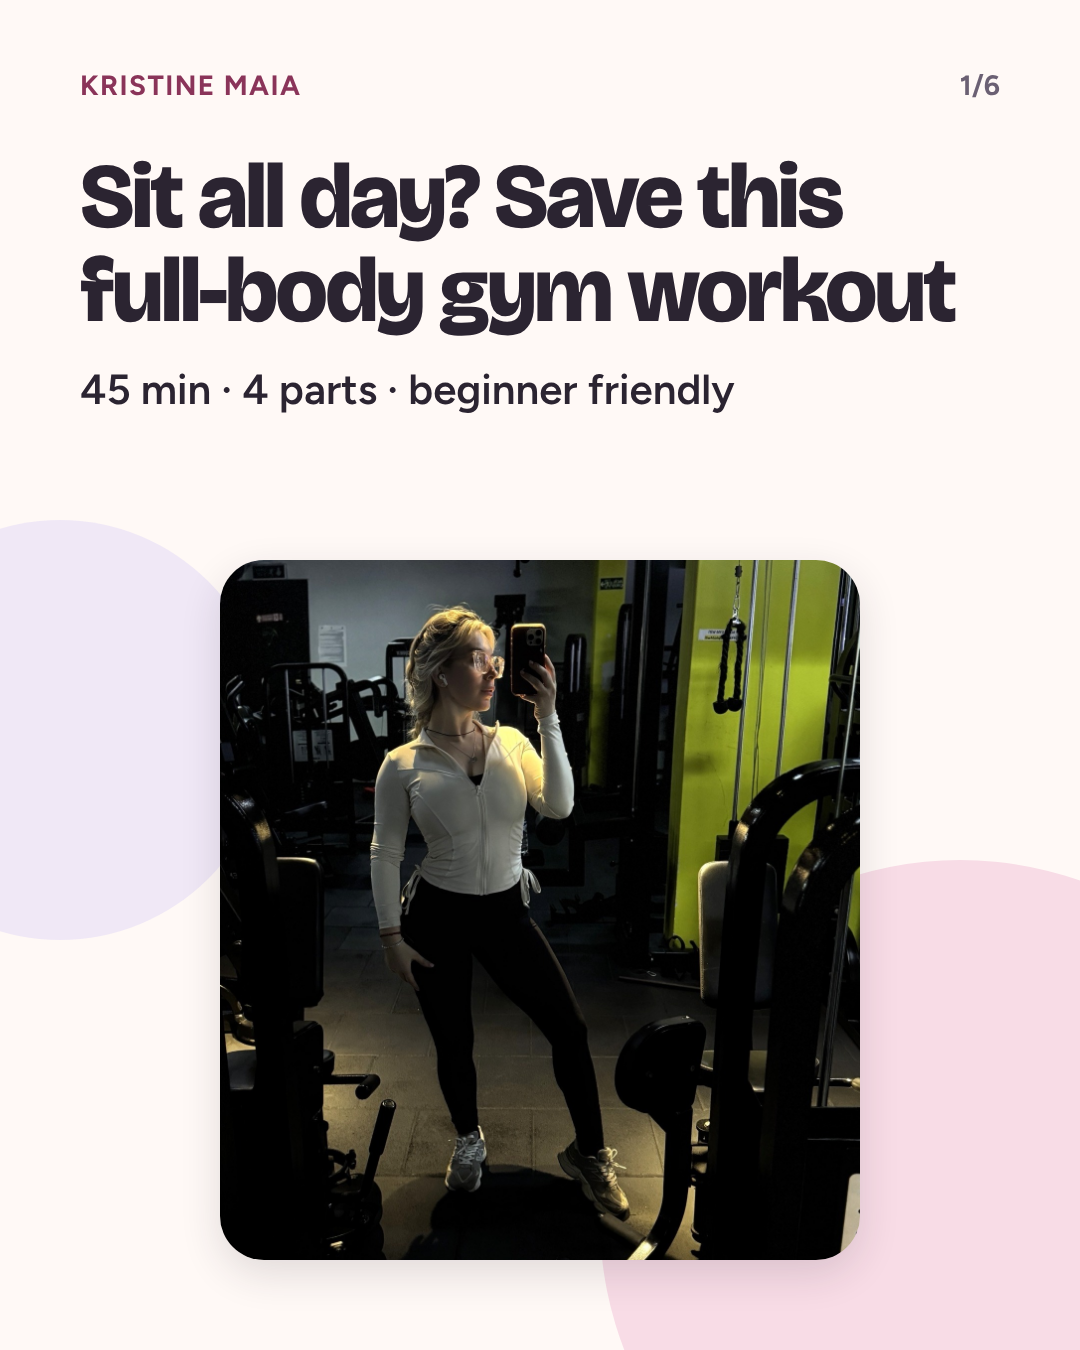 KRISTINE MAIA
1/6
Sit all day? Save this
full-body gym workout
45 min · 4 parts · beginner friendly